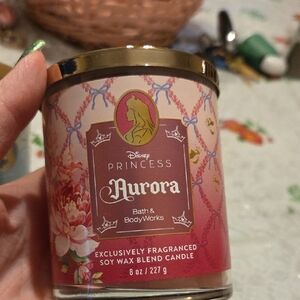 Disney
PRINCESS
Aurora
Bath &
BodyWorks
EXCLUSIVELY FRAGRANCED
SOY WAX BLEND CANDLE
8 oz / 227 g